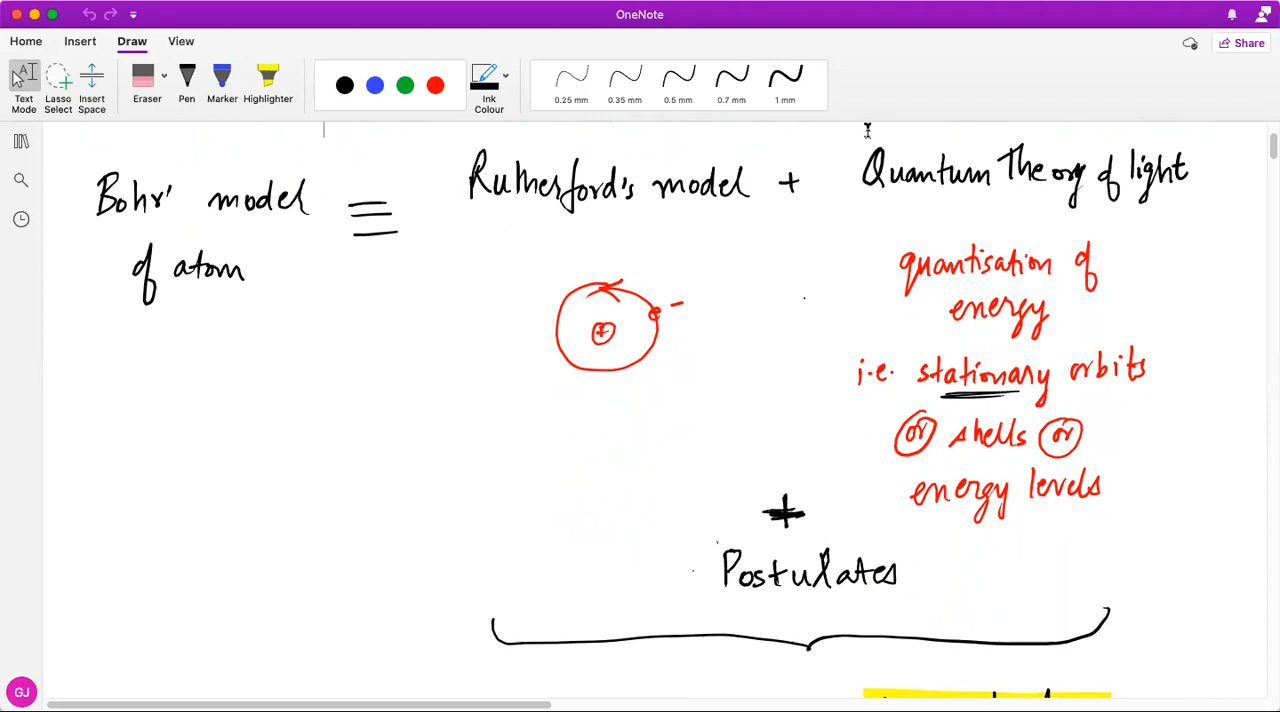 OneNote
Home Insert Draw View
Share
Text Mode
Lasso Select
Insert Space
Eraser
Pen
Marker
Highlighter
Ink Colour
0.25 mm 0.35 mm 0.5 mm 0.7 mm 1 mm
Bohr' model ≡ Rutherford's model + Quantum Theory of light
of atom
quantisation of
energy
+ e-
i.e. stationary orbits
or shells or
energy levels
+
Postulates
GJ